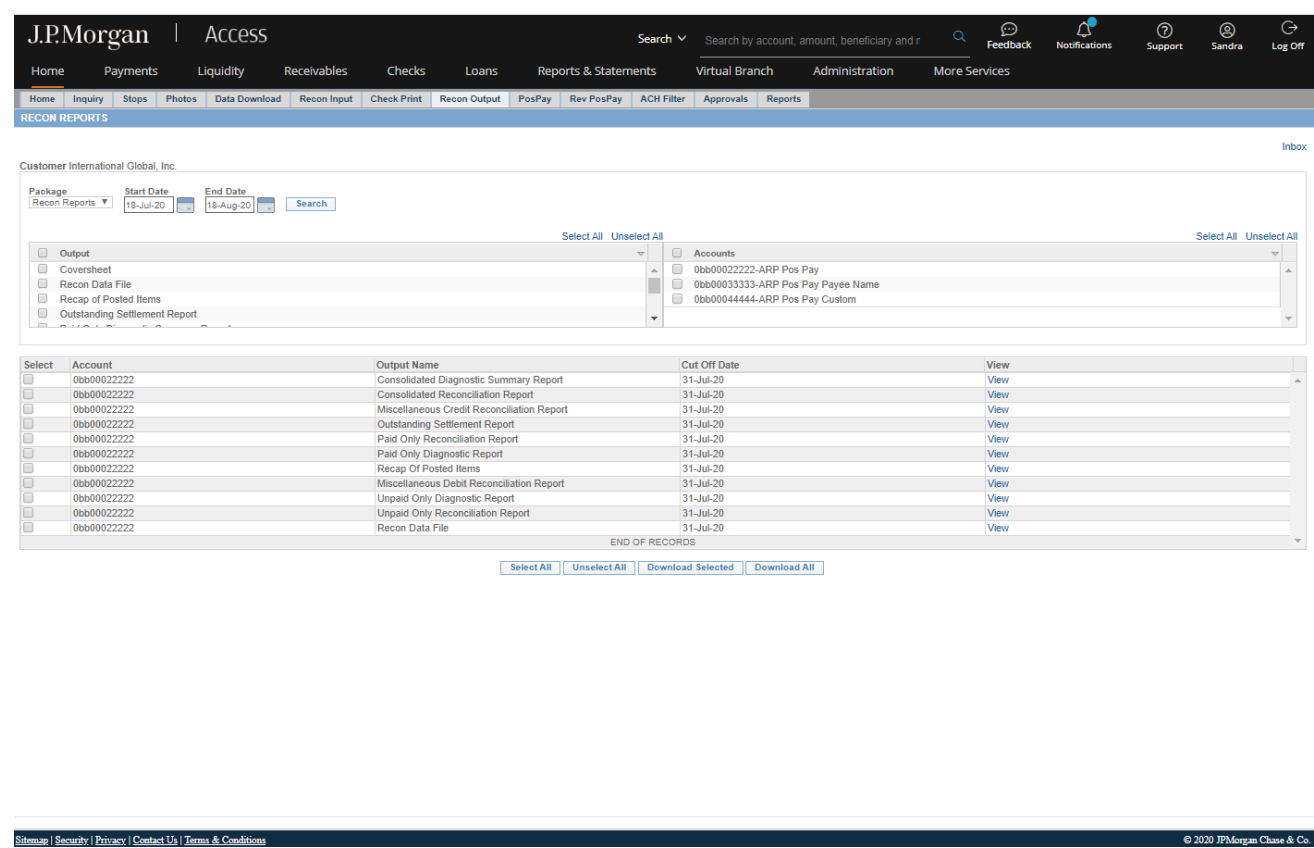 J.P.Morgan | Access Search Search by account, amount, beneficiary and r Feedback Notifications Support Sandra Log Off
Home Payments Liquidity Receivables Checks Loans Reports & Statements Virtual Branch Administration More Services
Home Inquiry Stops Photos Data Download Recon Input Check Print Recon Output PosPay Rev PosPay ACH Filter Approvals Reports
RECON REPORTS
Inbox
Customer International Global, Inc.
Package Start Date End Date
Recon Reports 18-Jul-20 18-Aug-20 Search
Select All Unselect All Select All Unselect All
Output Accounts
Coversheet 0bb00022222-ARP Pos Pay
Recon Data File 0bb00033333-ARP Pos Pay Payee Name
Recap of Posted Items 0bb00044444-ARP Pos Pay Custom
Outstanding Settlement Report
Select Account Output Name Cut Off Date View
0bb00022222 Consolidated Diagnostic Summary Report 31-Jul-20 View
0bb00022222 Consolidated Reconciliation Report 31-Jul-20 View
0bb00022222 Miscellaneous Credit Reconciliation Report 31-Jul-20 View
0bb00022222 Outstanding Settlement Report 31-Jul-20 View
0bb00022222 Paid Only Reconciliation Report 31-Jul-20 View
0bb00022222 Paid Only Diagnostic Report 31-Jul-20 View
0bb00022222 Recap Of Posted Items 31-Jul-20 View
0bb00022222 Miscellaneous Debit Reconciliation Report 31-Jul-20 View
0bb00022222 Unpaid Only Diagnostic Report 31-Jul-20 View
0bb00022222 Unpaid Only Reconciliation Report 31-Jul-20 View
0bb00022222 Recon Data File 31-Jul-20 View
END OF RECORDS
Select All Unselect All Download Selected Download All
Sitemap | Security | Privacy | Contact Us | Terms & Conditions © 2020 JPMorgan Chase & Co.